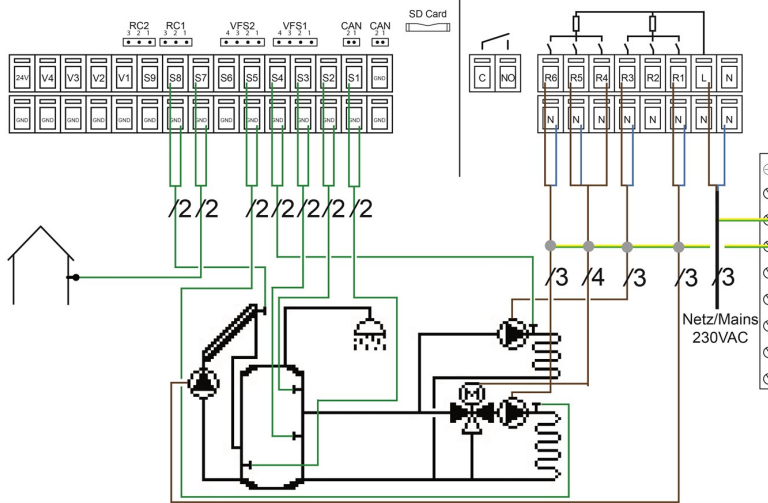 SD Card
RC2 RC1 VFS2 VFS1 CAN CAN
3 2 1 3 2 1 4 3 2 1 4 3 2 1 2 1 2 1
24V V4 V3 V2 V1 S9 S8 S7 S6 S5 S4 S3 S2 S1 GND
GND GND GND GND GND GND GND GND GND GND GND GND GND GND GND
C NO R6 R5 R4 R3 R2 R1 L N
N N N N N N N N
/2 /2 /2 /2 /2 /2 /2
/3 /4 /3 /3 /3
Netz/Mains
230VAC
M